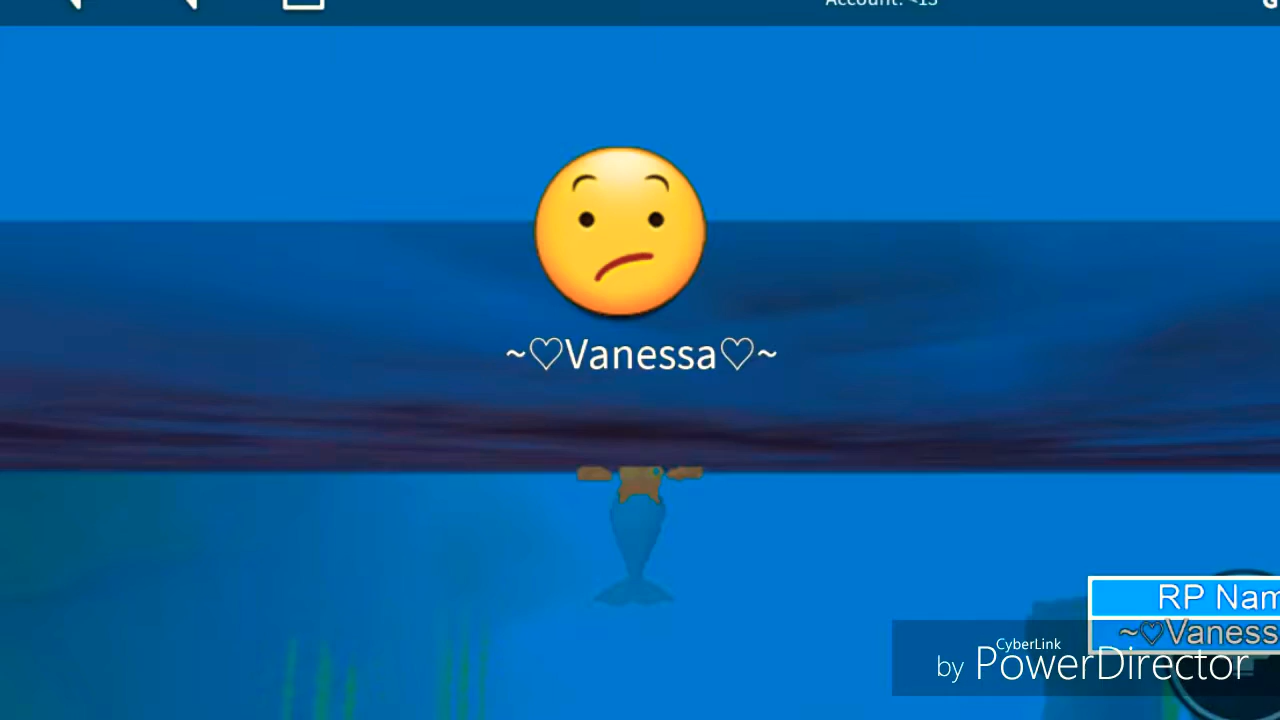 Account: <13
~♡Vanessa♡~
RP Nam
~♡Vaness
CyberLink
by PowerDirector